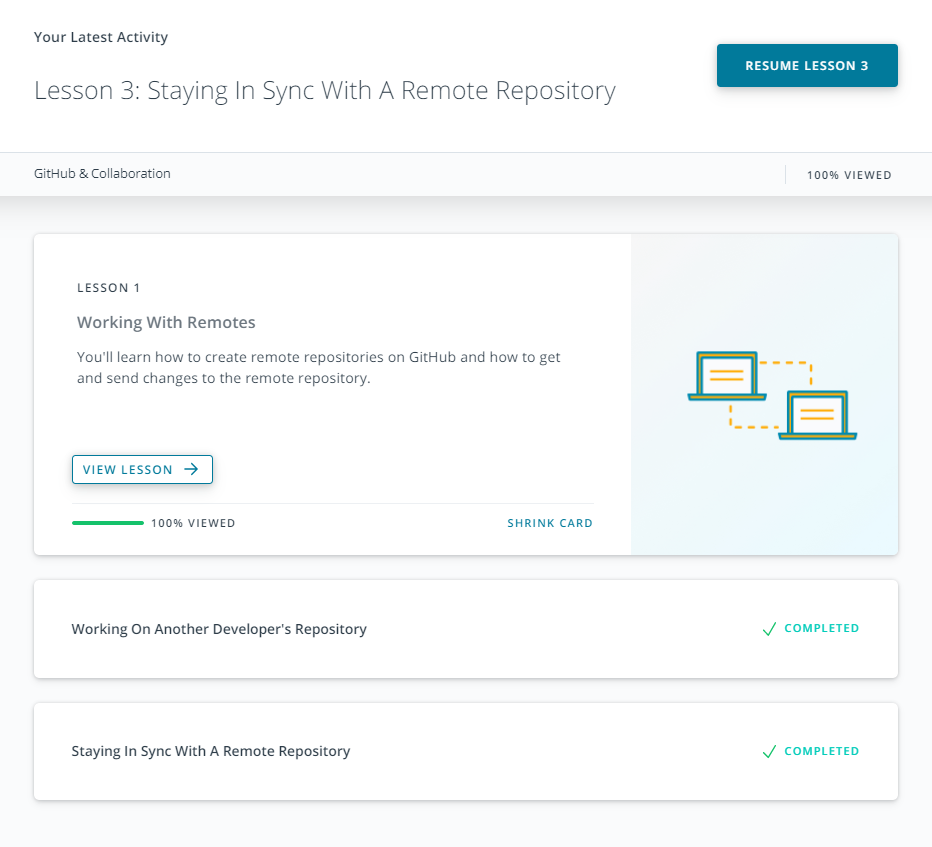 Your Latest Activity
RESUME LESSON 3
Lesson 3: Staying In Sync With A Remote Repository
GitHub & Collaboration
100% VIEWED
LESSON 1
Working With Remotes
You'll learn how to create remote repositories on GitHub and how to get
and send changes to the remote repository.
VIEW LESSON
100% VIEWED
SHRINK CARD
Working On Another Developer's Repository
COMPLETED
Staying In Sync With A Remote Repository
COMPLETED